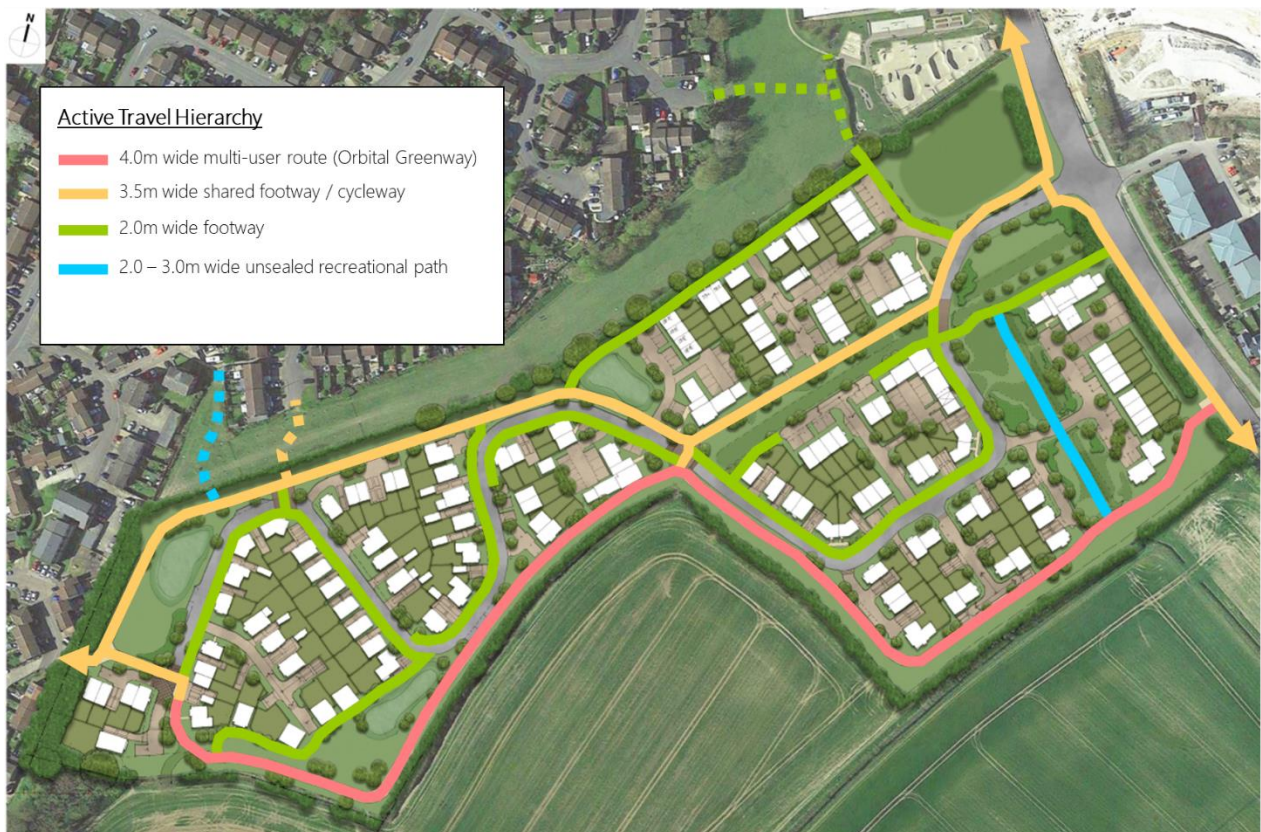 N
Active Travel Hierarchy
4.0m wide multi-user route (Orbital Greenway)
3.5m wide shared footway / cycleway
2.0m wide footway
2.0 – 3.0m wide unsealed recreational path